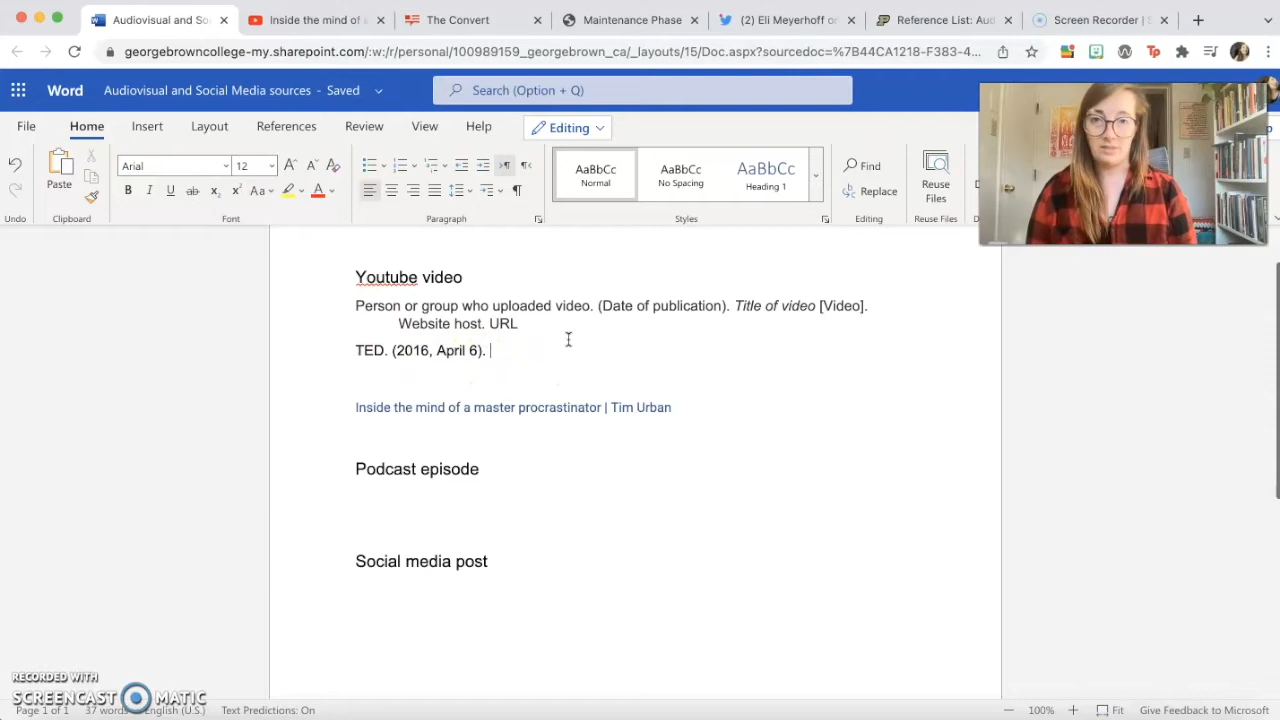 Audiovisual and So
Inside the mind of a
The Convert
Maintenance Phase
(2) Eli Meyerhoff on
Reference List: Aud
Screen Recorder | S
georgebrowncollege-my.sharepoint.com/:w:/r/personal/100989159_georgebrown_ca/_layouts/15/Doc.aspx?sourcedoc=%7B44CA1218-F383-4...
Word
Audiovisual and Social Media sources - Saved
Search (Option + Q)
File
Home
Insert
Layout
References
Review
View
Help
Editing
Undo
Paste
Clipboard
Arial
12
Font
Paragraph
AaBbCc
Normal
AaBbCc
No Spacing
AaBbCc
Heading 1
Styles
Find
Replace
Editing
Reuse
Files
Reuse Files
Youtube video
Person or group who uploaded video. (Date of publication). Title of video [Video].
Website host. URL
TED. (2016, April 6).
Inside the mind of a master procrastinator | Tim Urban
Podcast episode
Social media post
RECORDED WITH
SCREENCAST MATIC
Page 1 of 1
37 words
English (U.S.)
Text Predictions: On
100%
Fit
Give Feedback to Microsoft